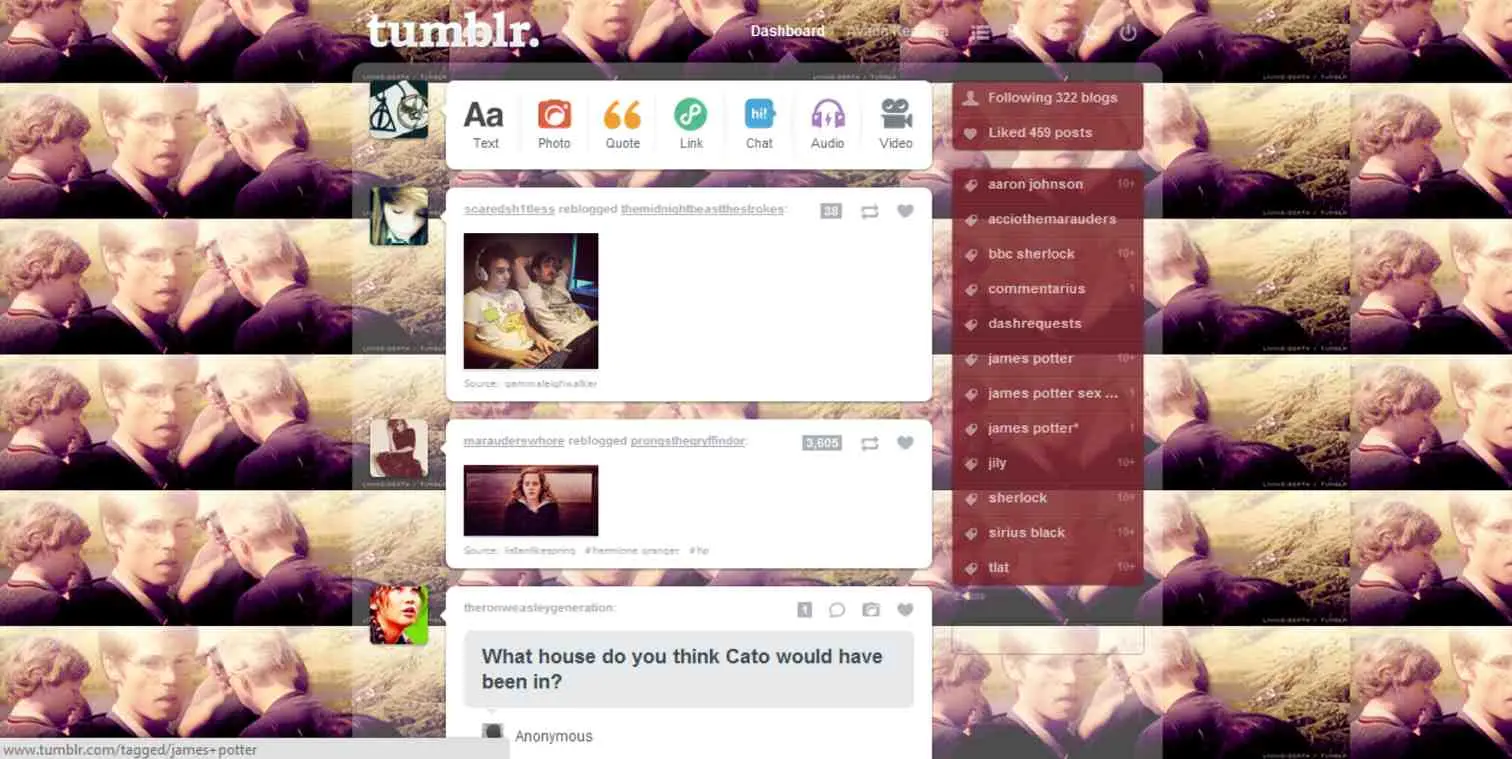 tumblr.
Dashboard
Aa
Text
Photo
Quote
Link
hi!
Chat
Audio
Video
Following 322 blogs
Liked 459 posts
scaredsh1tless reblogged themidnightbeastthestrokes:
38
Source: gemmaleighwalker
marauderswhore reblogged prongsthegryffindor:
3,605
Source: #hermione granger #hp
theronweasleygeneration:
1
What house do you think Cato would have
been in?
Anonymous
aaron johnson 10+
acciothemarauders
bbc sherlock 10+
commentarius 1
dashrequests
james potter 10+
james potter sex ... 1
james potter* 1
jily 10+
sherlock 10+
sirius black 10+
tlat 10+
www.tumblr.com/tagged/james+potter